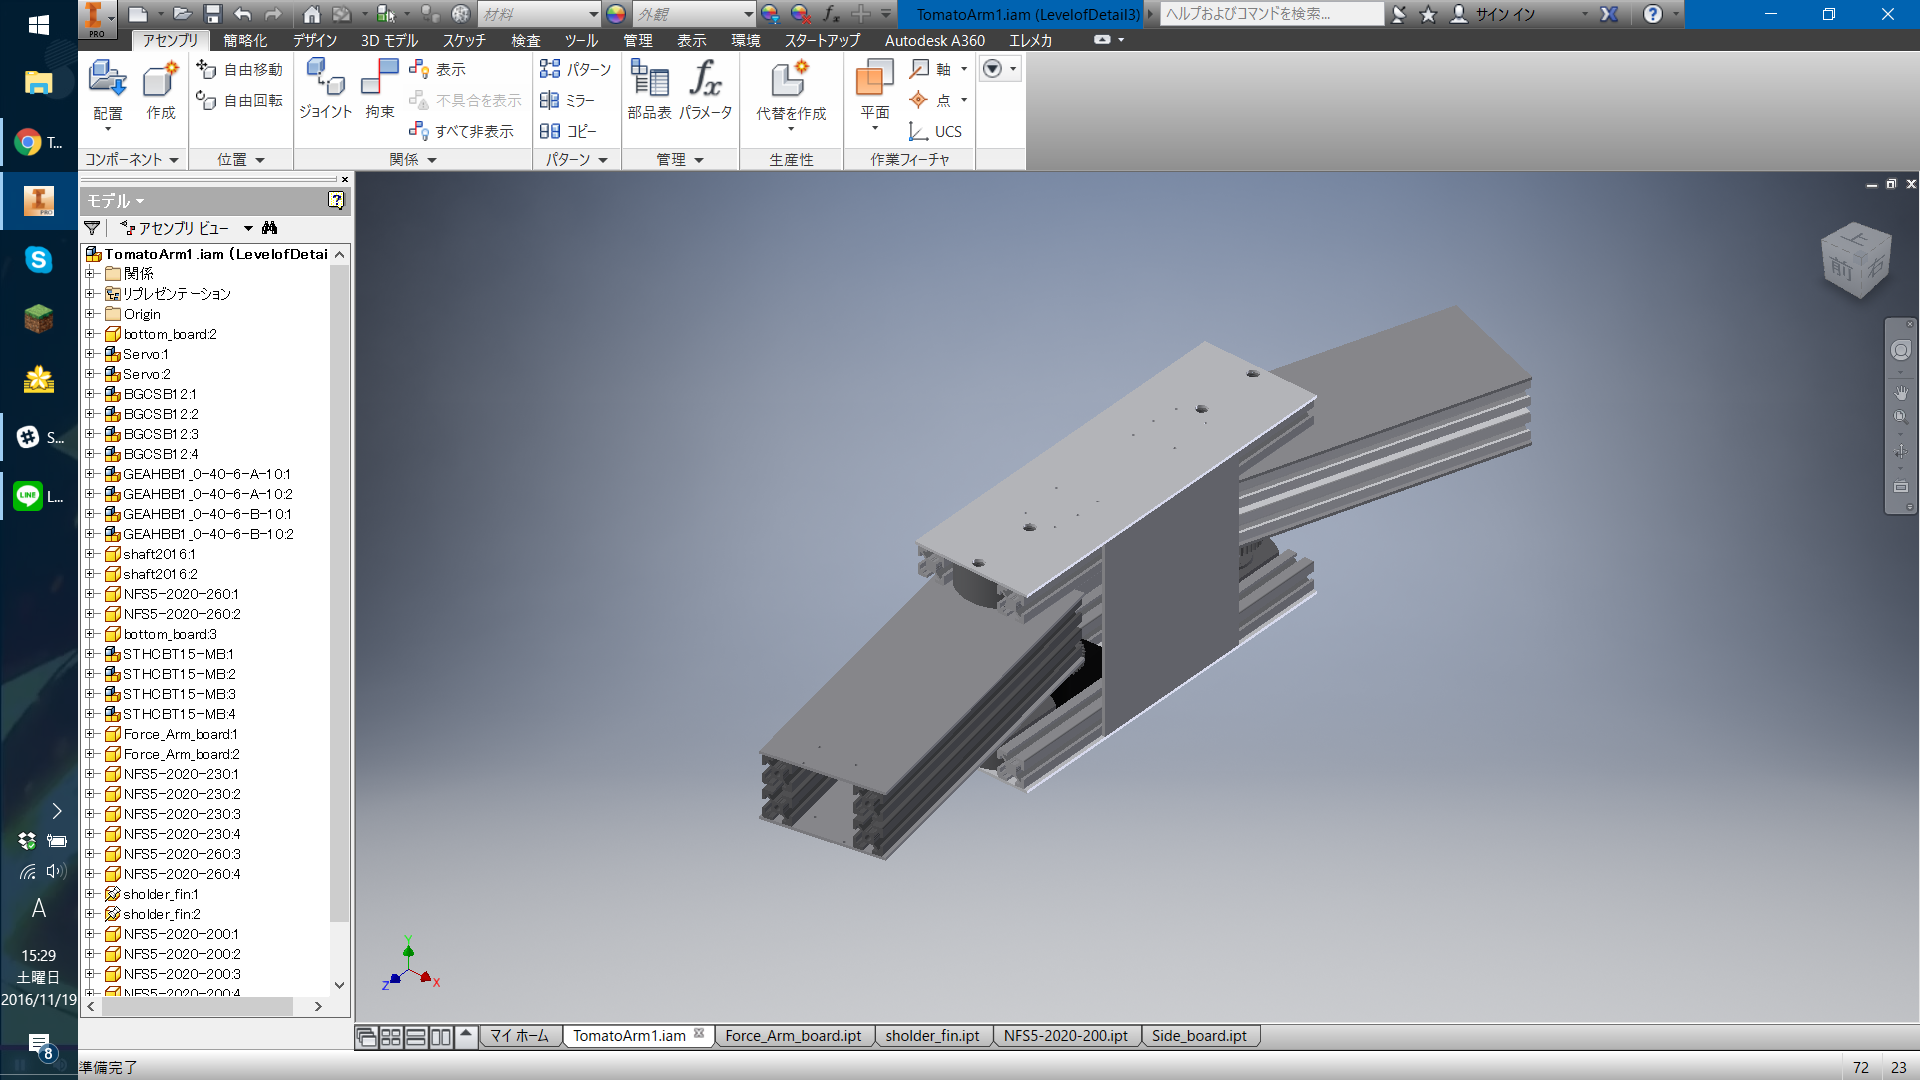 PRO
材料
外観
TomatoArm1.iam (LevelofDetail3)
ヘルプおよびコマンドを検索...
サイン イン
アセンブリ 簡略化 デザイン 3D モデル スケッチ 検査 ツール 管理 表示 環境 スタートアップ Autodesk A360 エレメカ
配置
作成
自由移動
自由回転
ジョイント
拘束
表示
不具合を表示
すべて非表示
パターン
ミラー
コピー
部品表
パラメータ
代替を作成
平面
軸
点
UCS
コンポーネント 位置 関係 パターン 管理 生産性 作業フィーチャ
モデル
アセンブリ ビュー
TomatoArm1.iam (LevelofDetai
関係
リプレゼンテーション
Origin
bottom_board:2
Servo:1
Servo:2
BGCSB12:1
BGCSB12:2
BGCSB12:3
BGCSB12:4
GEAHBB1_0-40-6-A-10:1
GEAHBB1_0-40-6-A-10:2
GEAHBB1_0-40-6-B-10:1
GEAHBB1_0-40-6-B-10:2
shaft2016:1
shaft2016:2
NFS5-2020-260:1
NFS5-2020-260:2
bottom_board:3
STHCBT15-MB:1
STHCBT15-MB:2
STHCBT15-MB:3
STHCBT15-MB:4
Force_Arm_board:1
Force_Arm_board:2
NFS5-2020-230:1
NFS5-2020-230:2
NFS5-2020-230:3
NFS5-2020-230:4
NFS5-2020-260:3
NFS5-2020-260:4
sholder_fin:1
sholder_fin:2
NFS5-2020-200:1
NFS5-2020-200:2
NFS5-2020-200:3
NFS5-2020-200:4
上
前 右
Y
Z X
マイ ホーム TomatoArm1.iam Force_Arm_board.ipt sholder_fin.ipt NFS5-2020-200.ipt Side_board.ipt
準備完了
72 23
T...
PRO
S
S...
LINE
L...
A
15:29
土曜日
2016/11/19
8